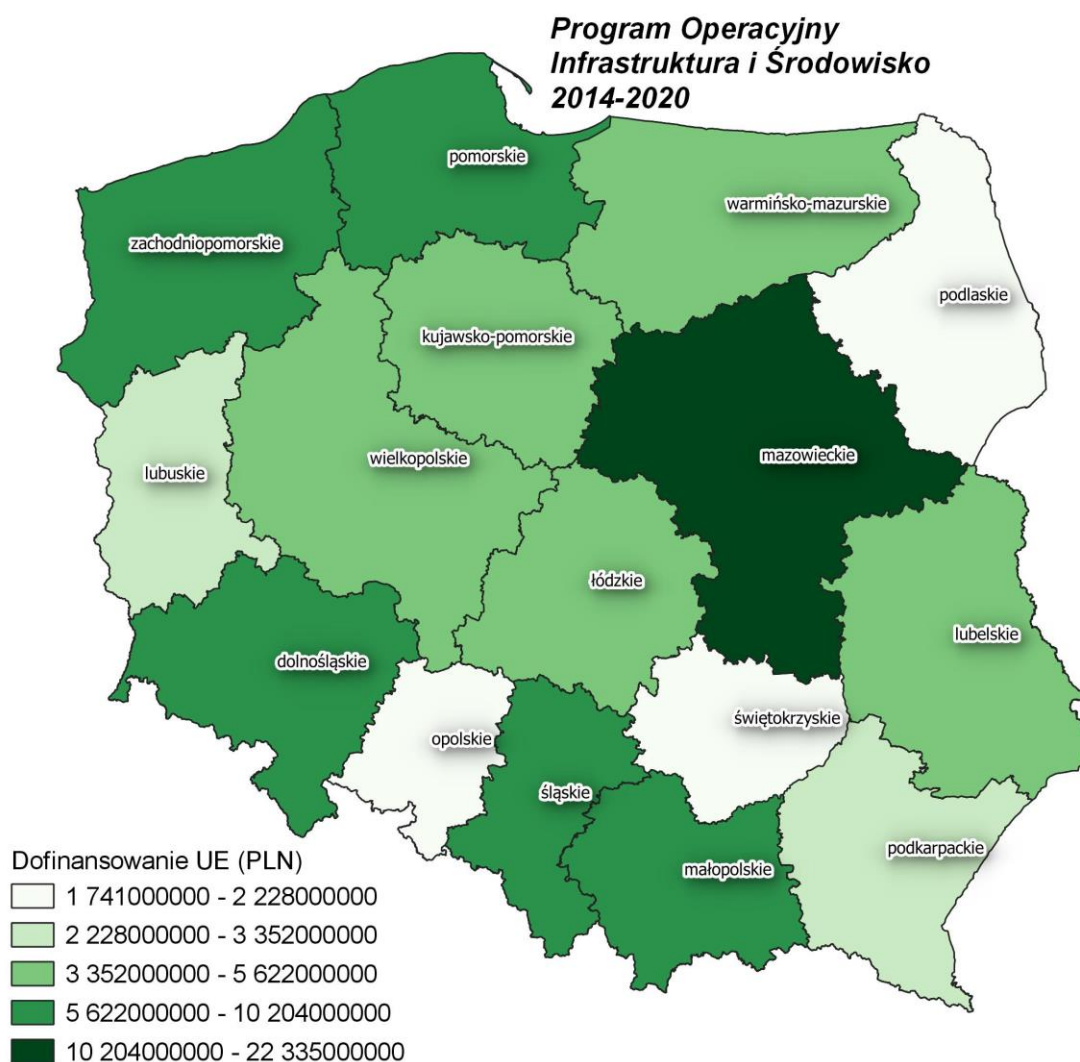 Program Operacyjny
Infrastruktura i Środowisko
2014-2020
pomorskie
warmińsko-mazurskie
zachodniopomorskie
podlaskie
kujawsko-pomorskie
mazowieckie
wielkopolskie
lubuskie
łódzkie
lubelskie
dolnośląskie
świętokrzyskie
opolskie
śląskie
podkarpackie
małopolskie
Dofinansowanie UE (PLN)
1 741000000 - 2 228000000
2 228000000 - 3 352000000
3 352000000 - 5 622000000
5 622000000 - 10 204000000
10 204000000 - 22 335000000